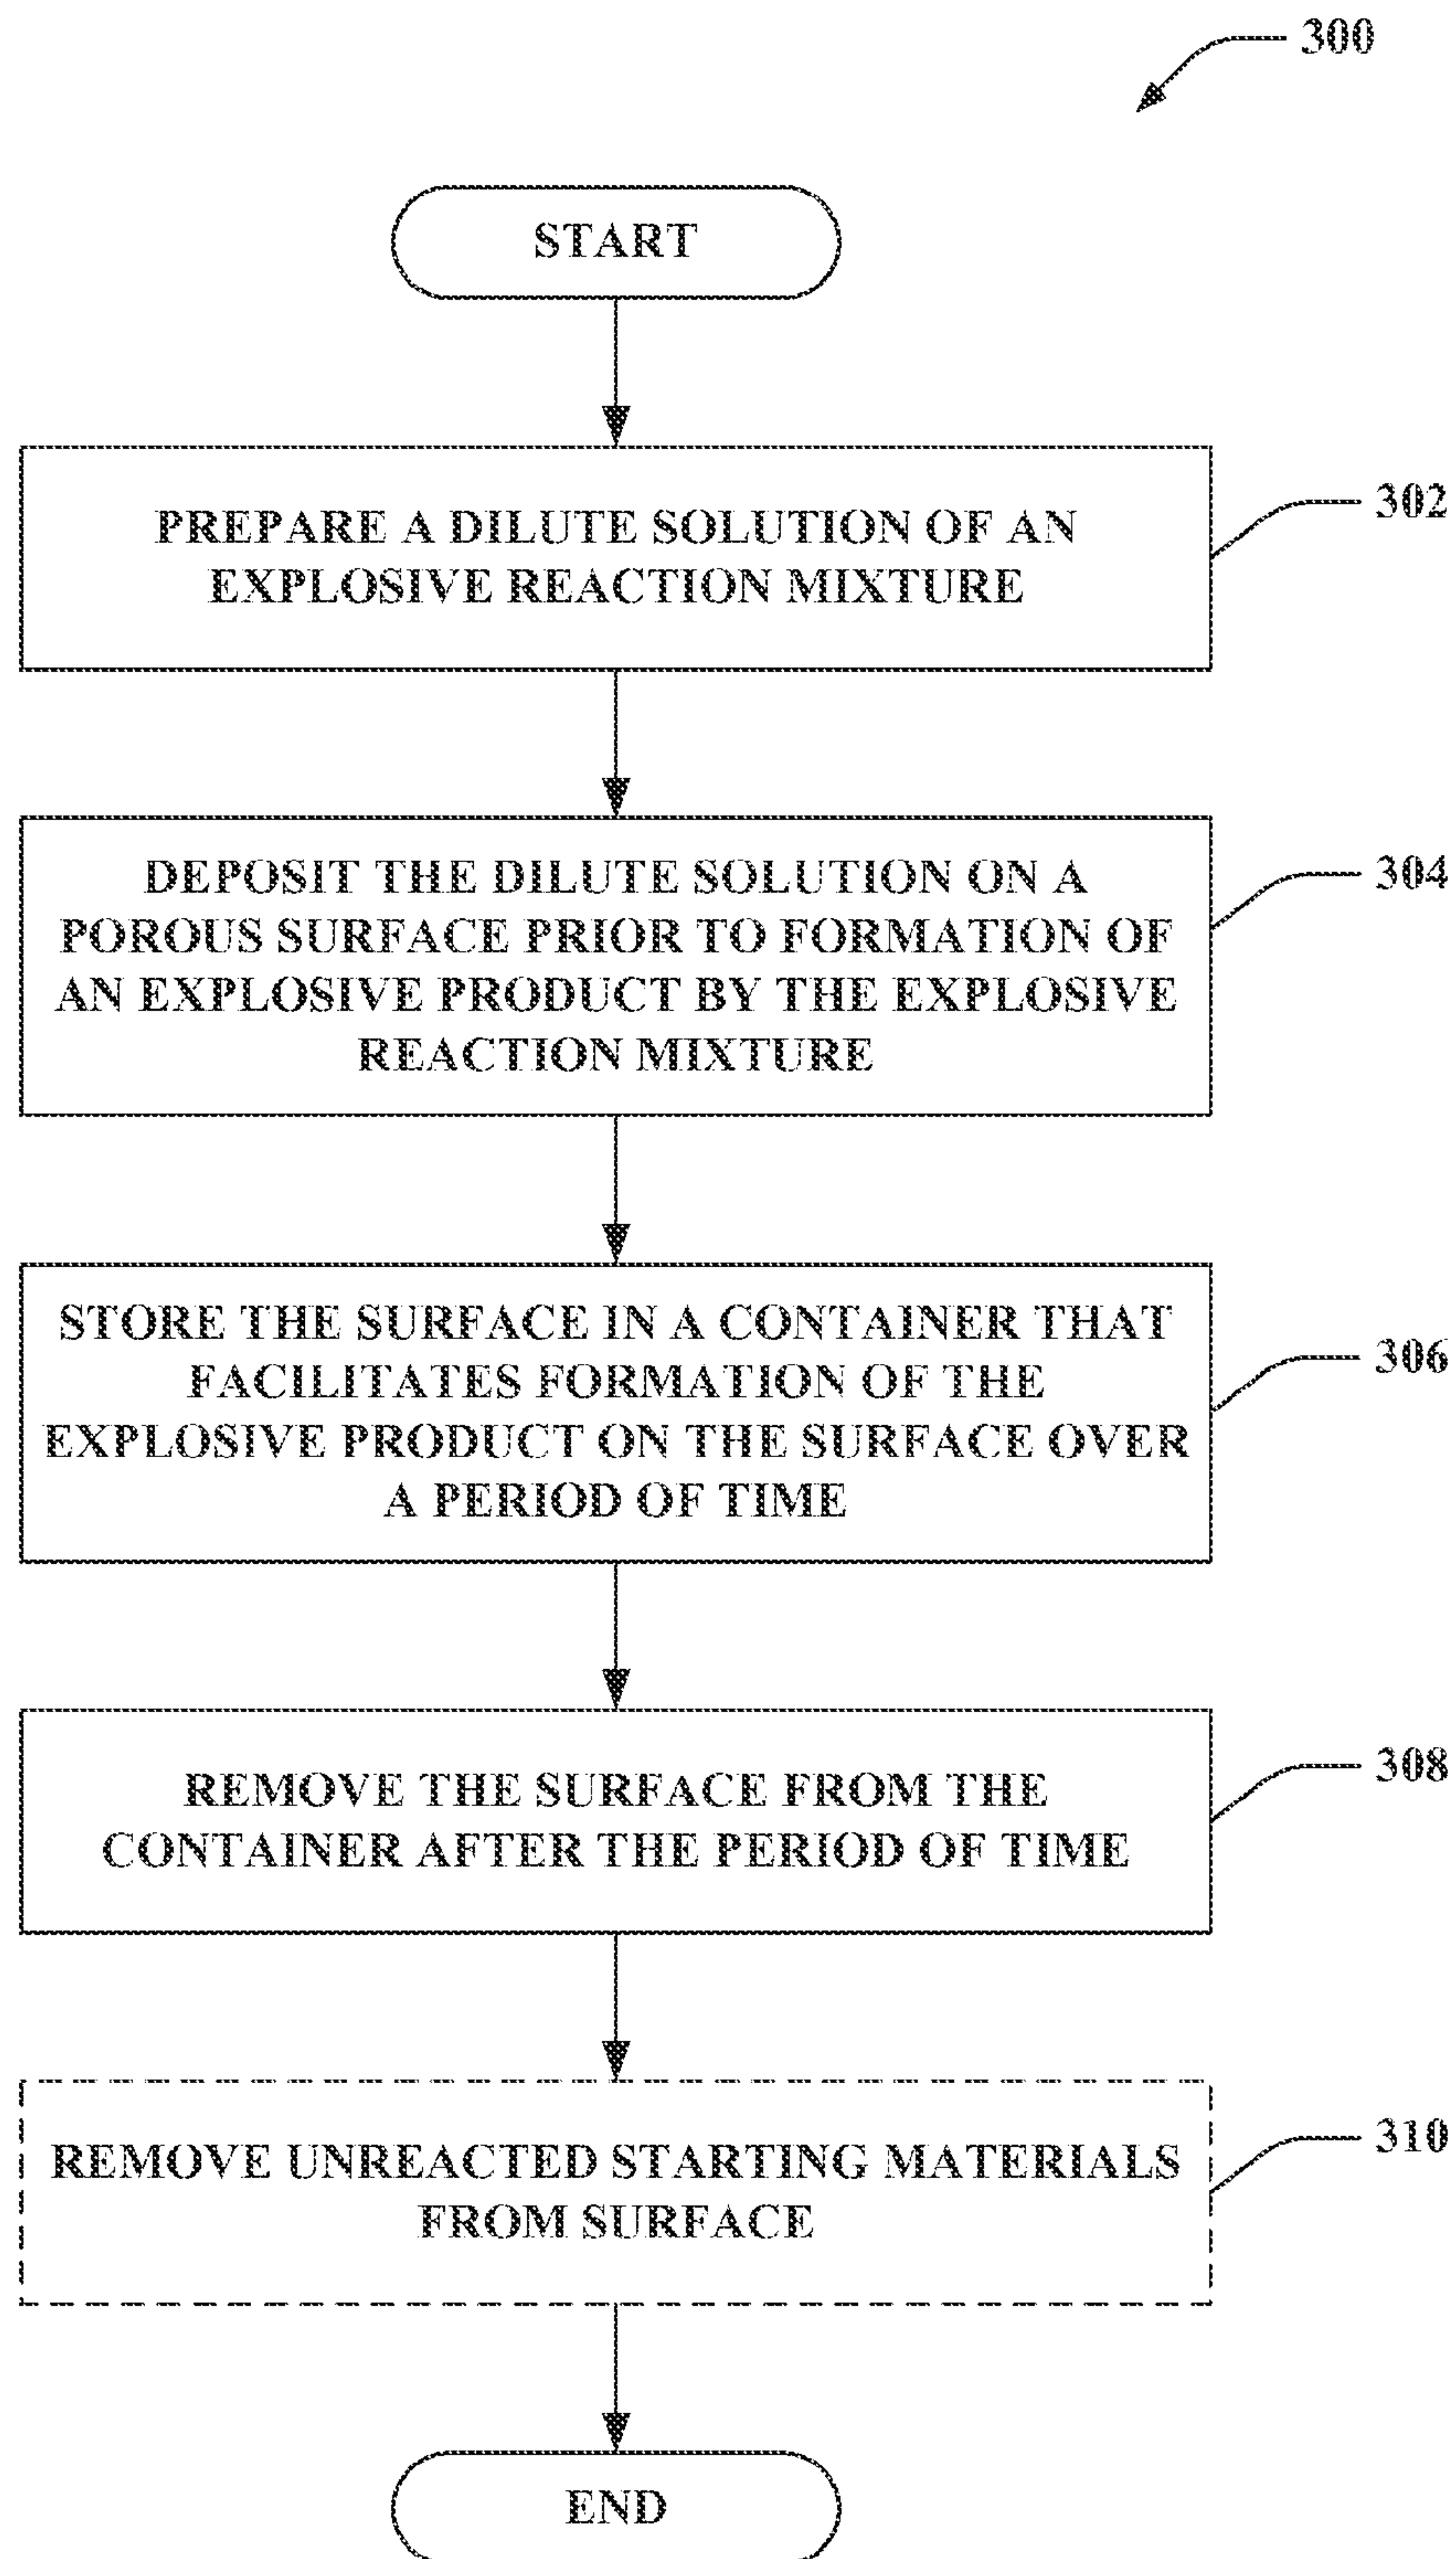 300
START
PREPARE A DILUTE SOLUTION OF AN
EXPLOSIVE REACTION MIXTURE
302
DEPOSIT THE DILUTE SOLUTION ON A
POROUS SURFACE PRIOR TO FORMATION OF
AN EXPLOSIVE PRODUCT BY THE EXPLOSIVE
REACTION MIXTURE
304
STORE THE SURFACE IN A CONTAINER THAT
FACILITATES FORMATION OF THE
EXPLOSIVE PRODUCT ON THE SURFACE OVER
A PERIOD OF TIME
306
REMOVE THE SURFACE FROM THE
CONTAINER AFTER THE PERIOD OF TIME
308
REMOVE UNREACTED STARTING MATERIALS
FROM SURFACE
310
END